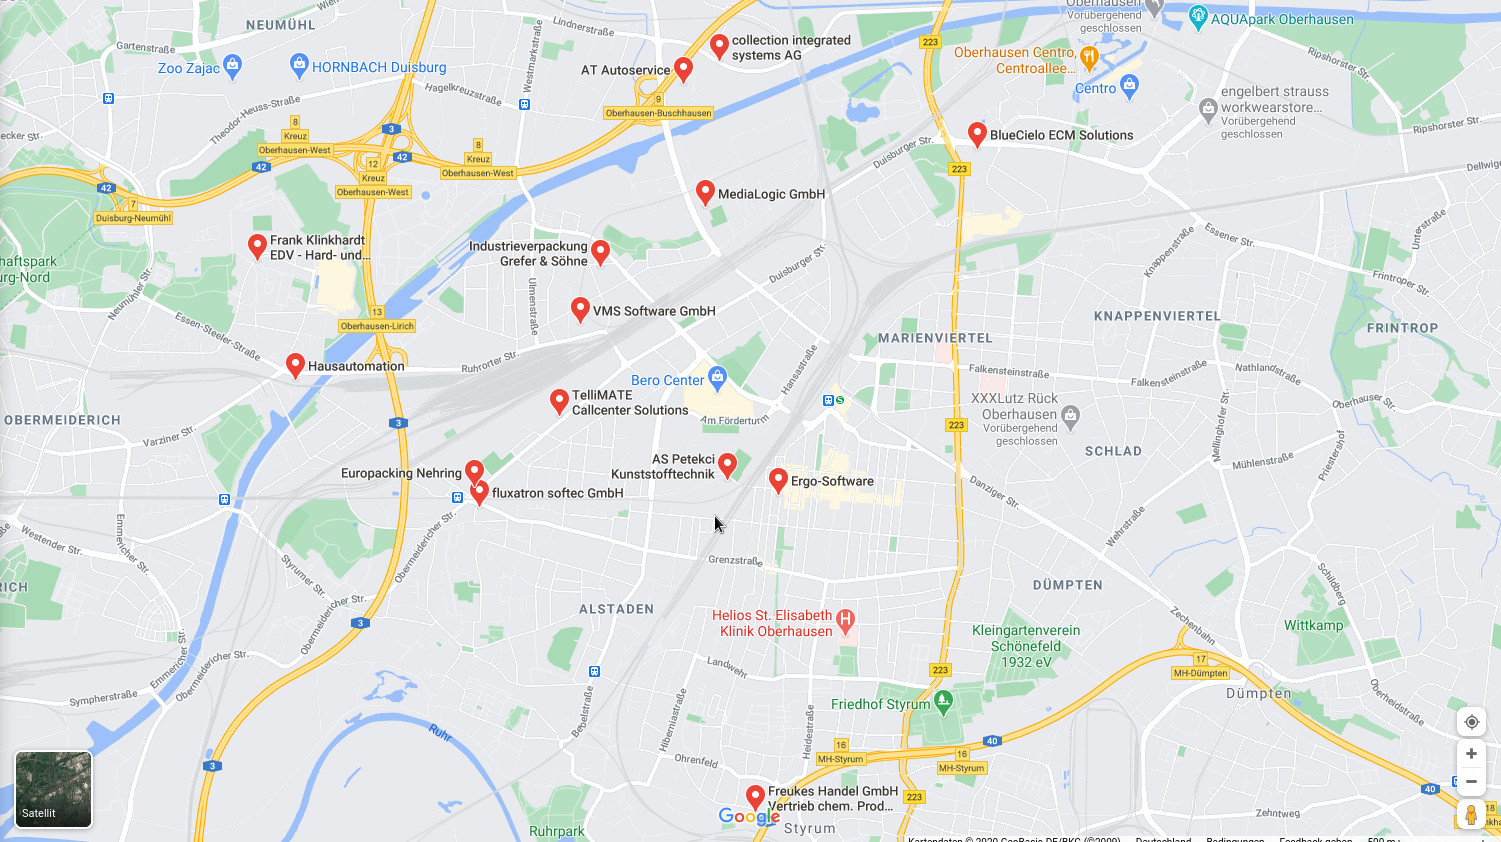 NEUMÜHL
Gartenstraße
Lindnerstraße
Oberhausen
Vorübergehend
geschlossen
AQUApark Oberhausen
Zoo Zajac
HORNBACH Duisburg
collection integrated
systems AG
AT Autoservice
223
Oberhausen Centro,
Centroallee...
Ripshorster Str.
Westmarkstraße
Hagelkreuzstraße
Theodor-Heuss-Straße
9
Oberhausen-Buschhausen
Centro
engelbert strauss
workwearstore...
Vorübergehend
geschlossen
Ripshorster Str.
ecker Str.
8
Kreuz
Oberhausen-West
3
42
12
Kreuz
Oberhausen-West
8
Kreuz
Oberhausen-West
BlueCielo ECM Solutions
Duisburger Str.
223
Dellwig
42
42
7
Duisburg-Neumühl
MediaLogic GmbH
Frank Klinkhardt
EDV - Hard- und...
haftspark
urg-Nord
Industrieverpackung
Grefer & Söhne
Duisburger Str.
Essener Str.
Unterstraße
Knappenstraße
Frintroper Str.
Neumühler Str.
Ulmenstraße
Essen-Steeler-Straße
13
Oberhausen-Lirich
VMS Software GmbH
MARIENVIERTEL
KNAPPENVIERTEL
FRINTROP
Hausautomation
Ruhrorter Str.
Hansastraße
Falkensteinstraße
Falkensteinstraße
Nathlandstraße
Bero Center
OBERMEIDERICH
TelliMATE
Callcenter Solutions
Am Förderturm
S
XXXLutz Rück
Oberhausen
Vorübergehend
geschlossen
223
3
Varziner Str.
Mellinghofer Str.
SCHLAD
Mühlenstraße
Priestershof
Europacking Nehring
fluxatron softec GmbH
AS Petekci
Kunststofftechnik
Ergo-Software
Danziger Str.
Wehrstraße
Westender Str.
Emmericher Str.
Obermeidericher Str.
Grenzstraße
Styrumer Str.
RICH
DÜMPTEN
Schildberg
ALSTADEN
Obermeidericher Str.
3
Helios St. Elisabeth
Klinik Oberhausen
Kleingartenverein
Schönefeld
1932 eV
Zechenbahn
Wittkamp
Emmericher Str.
Obermeidericher Str.
Landwehr
223
17
MH-Dümpten
Sympherstraße
Bebelstraße
Hiberniastraße
Heidestraße
Friedhof Styrum
Dümpten
Oberheidstraße
Ruhr
3
Ohrenfeld
16
MH-Styrum
16
MH-Styrum
40
40
Satellit
Freukes Handel GmbH
Vertrieb chem. Prod...
Google
Styrum
223
Ruhrpark
Zehntweg
18
Kartendaten © 2020 GeoBasis-DE/BKG (©2009)
Deutschland
Bedingungen
Feedback geben
500 m